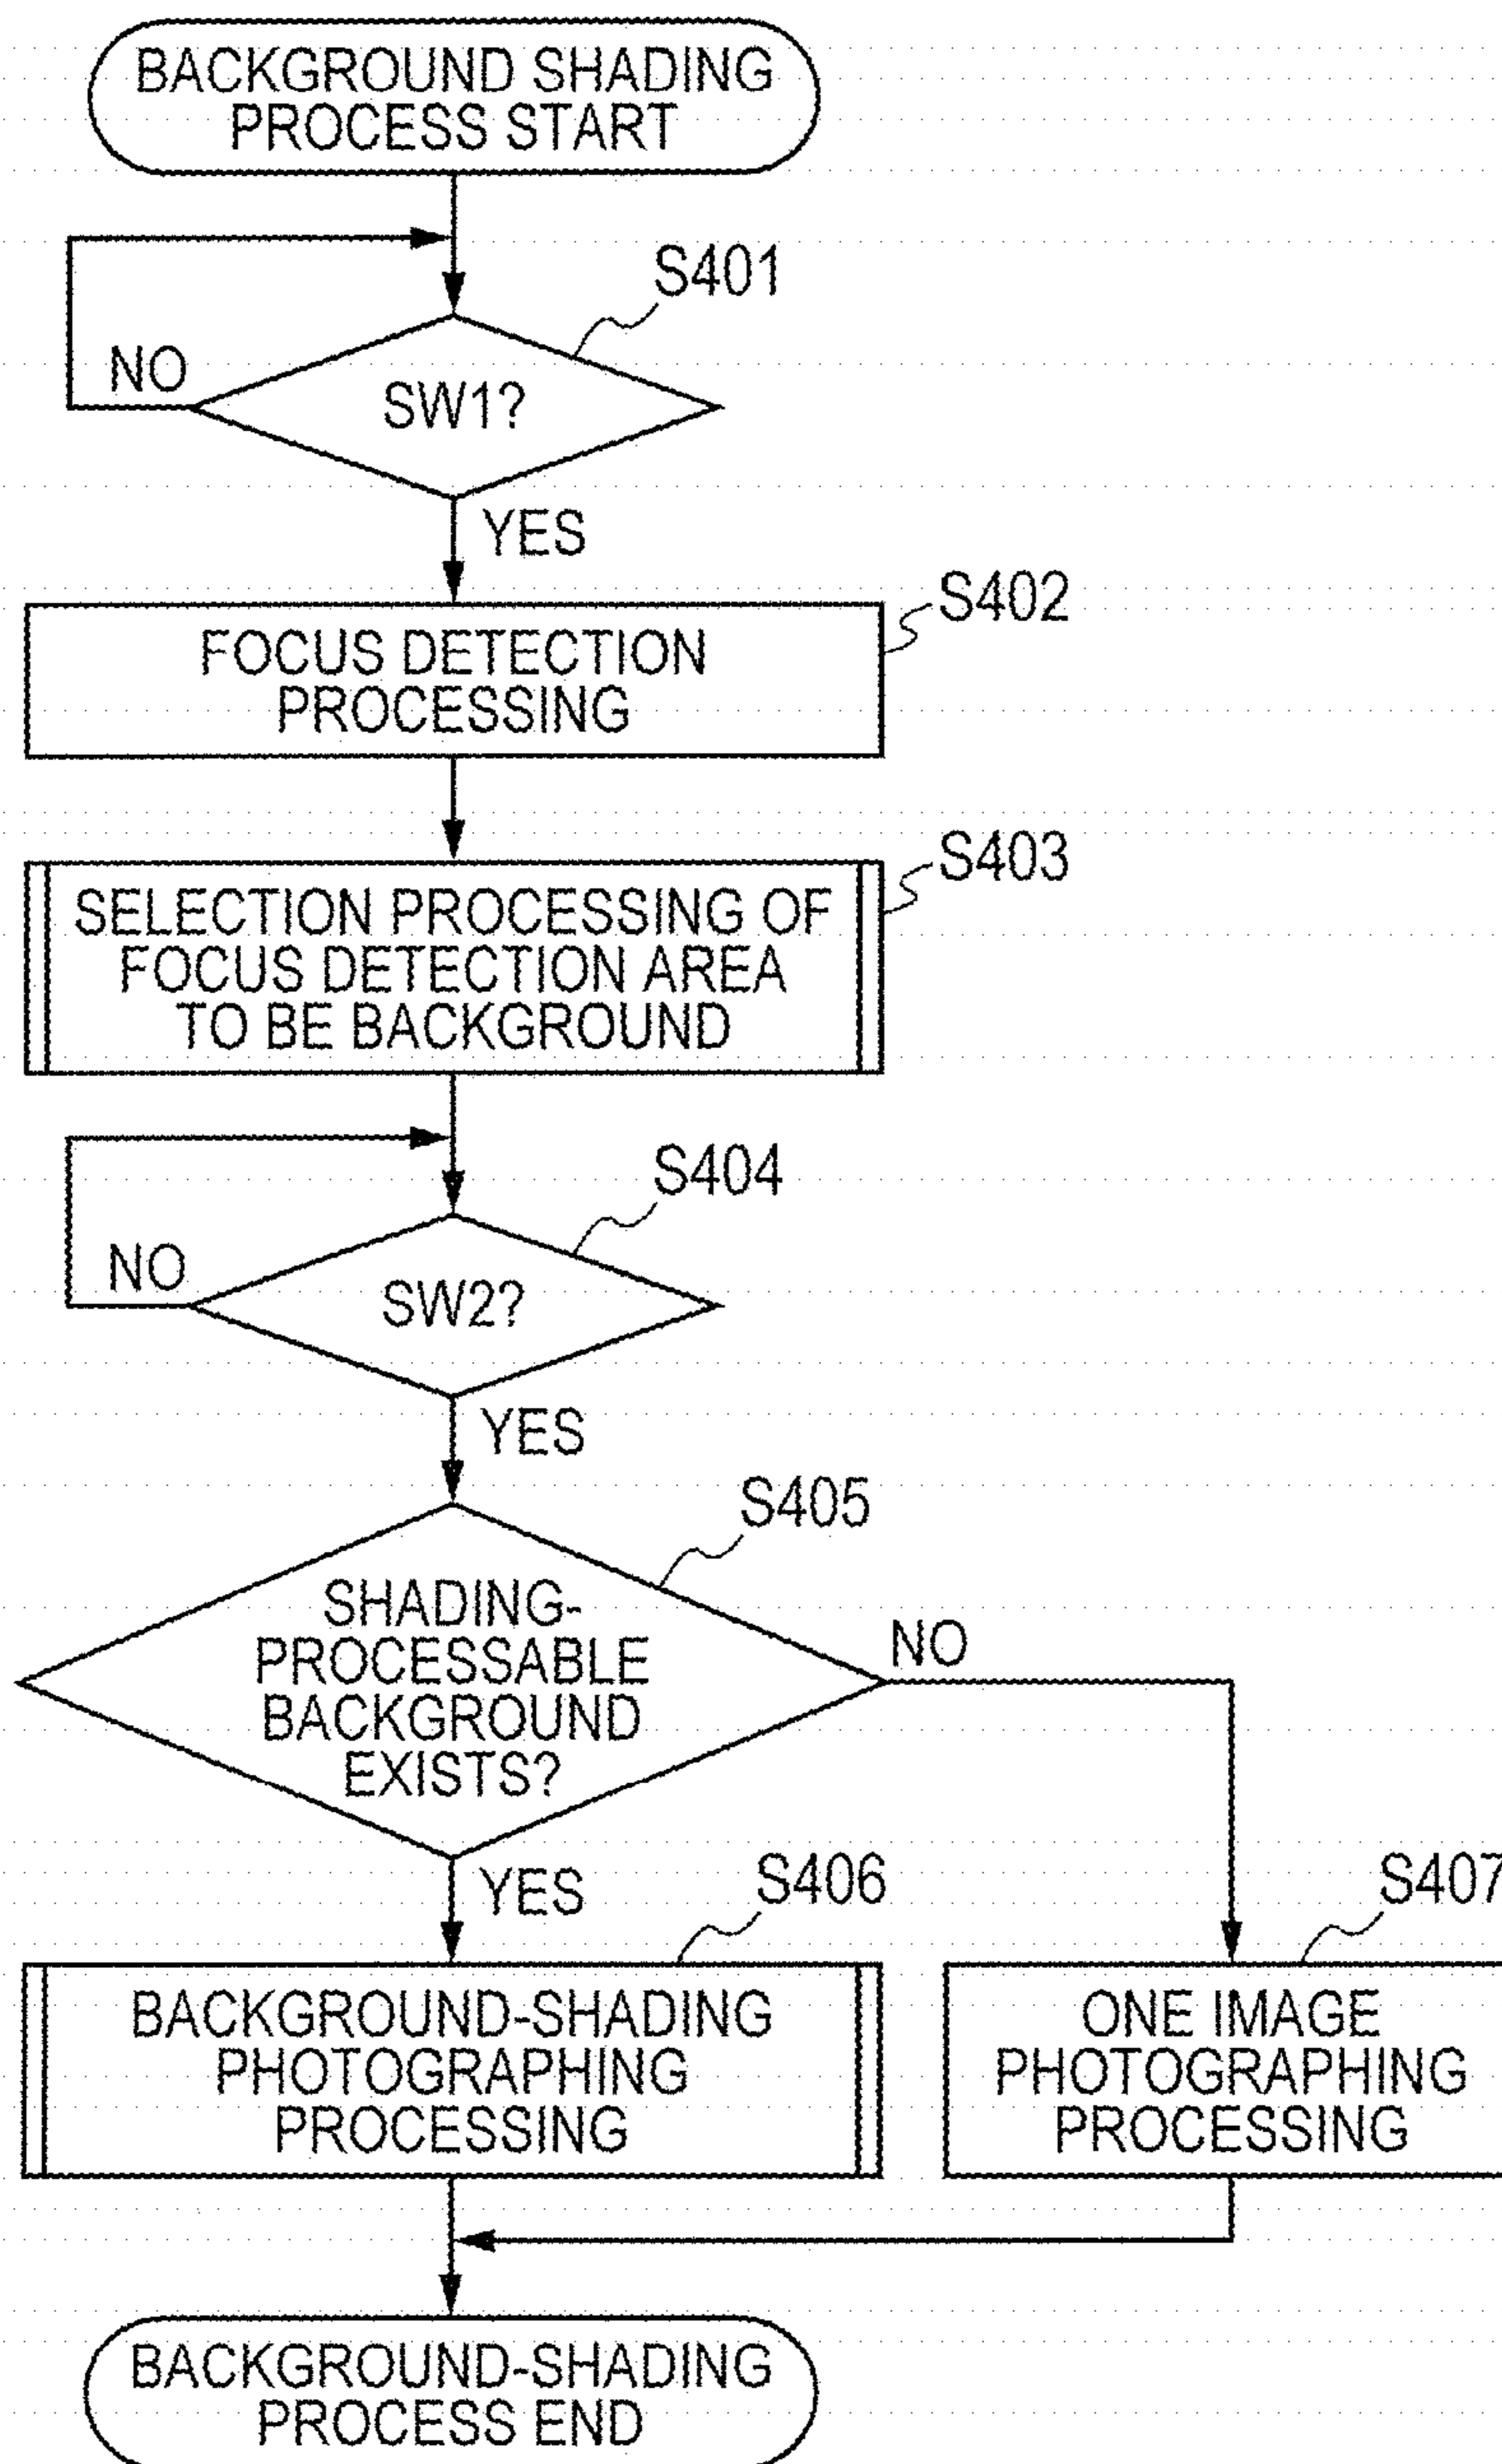 BACKGROUND SHADING
PROCESS START
S401
NO
SW1?
YES
S402
FOCUS DETECTION
PROCESSING
S403
SELECTION PROCESSING OF
FOCUS DETECTION AREA
TO BE BACKGROUND
S404
NO
SW2?
YES
S405
SHADING-
PROCESSABLE
BACKGROUND
EXISTS?
NO
YES
S406
S407
BACKGROUND-SHADING
PHOTOGRAPHING
PROCESSING
ONE IMAGE
PHOTOGRAPHING
PROCESSING
BACKGROUND-SHADING
PROCESS END